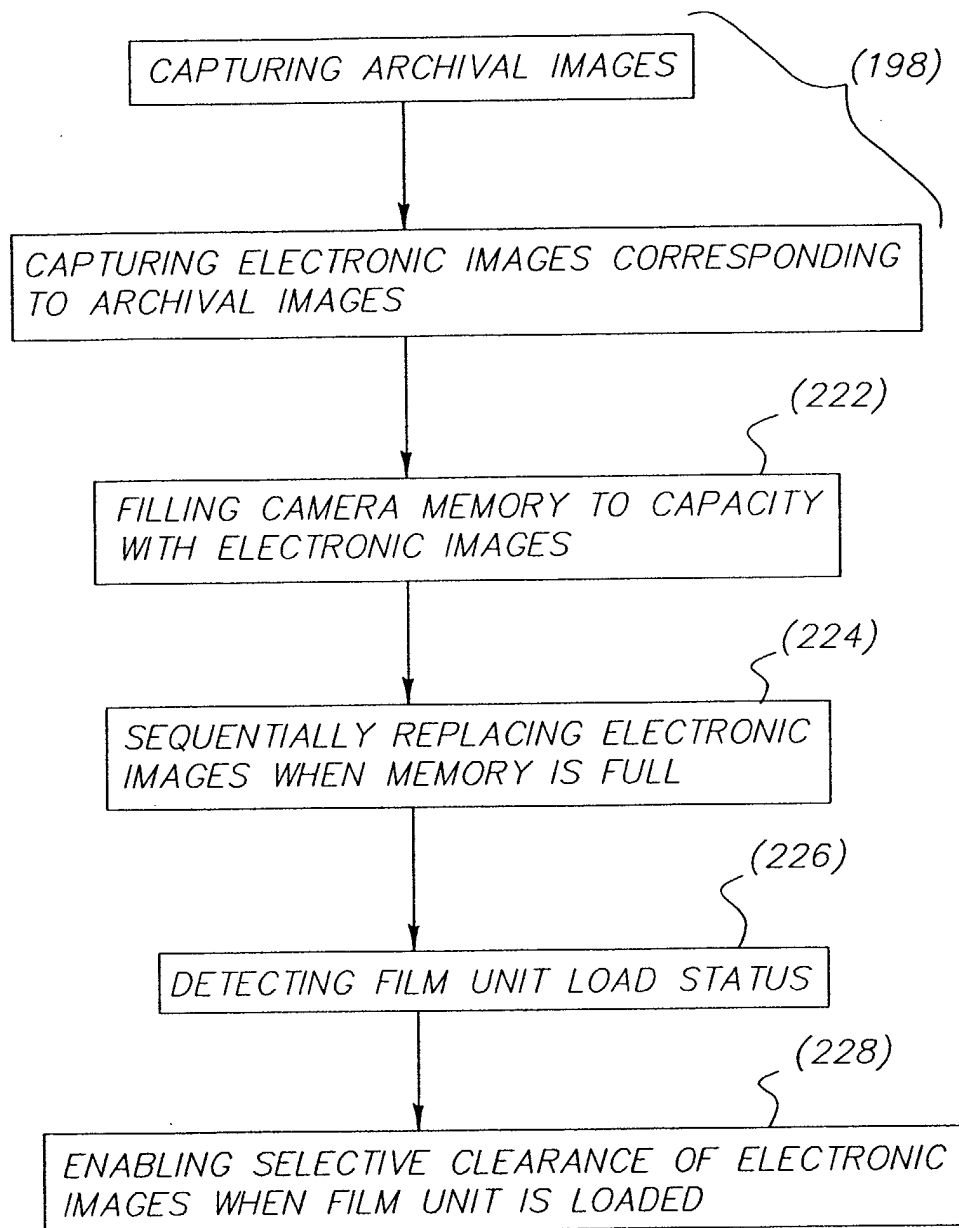 CAPTURING ARCHIVAL IMAGES
(198)
CAPTURING ELECTRONIC IMAGES CORRESPONDING
TO ARCHIVAL IMAGES
(222)
FILLING CAMERA MEMORY TO CAPACITY
WITH ELECTRONIC IMAGES
(224)
SEQUENTIALLY REPLACING ELECTRONIC
IMAGES WHEN MEMORY IS FULL
(226)
DETECTING FILM UNIT LOAD STATUS
(228)
ENABLING SELECTIVE CLEARANCE OF ELECTRONIC
IMAGES WHEN FILM UNIT IS LOADED